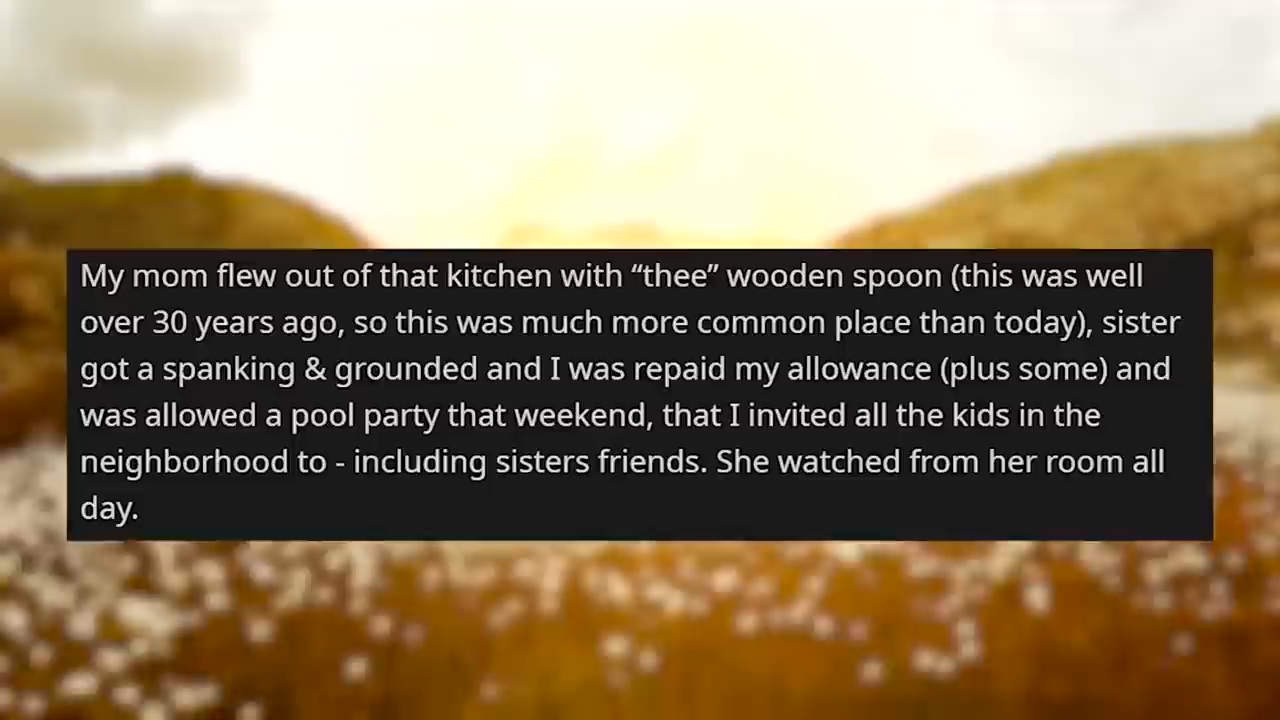 My mom flew out of that kitchen with “thee” wooden spoon (this was well
over 30 years ago, so this was much more common place than today), sister
got a spanking & grounded and I was repaid my allowance (plus some) and
was allowed a pool party that weekend, that I invited all the kids in the
neighborhood to - including sisters friends. She watched from her room all
day.